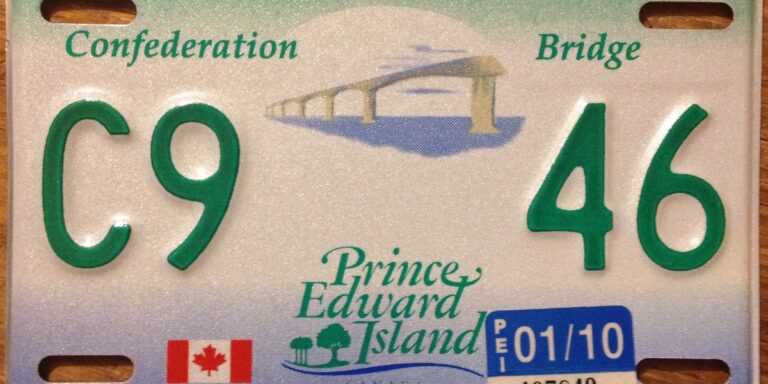 Confederation Bridge
C9 46
Prince
Edward
Island
PEI 01/10